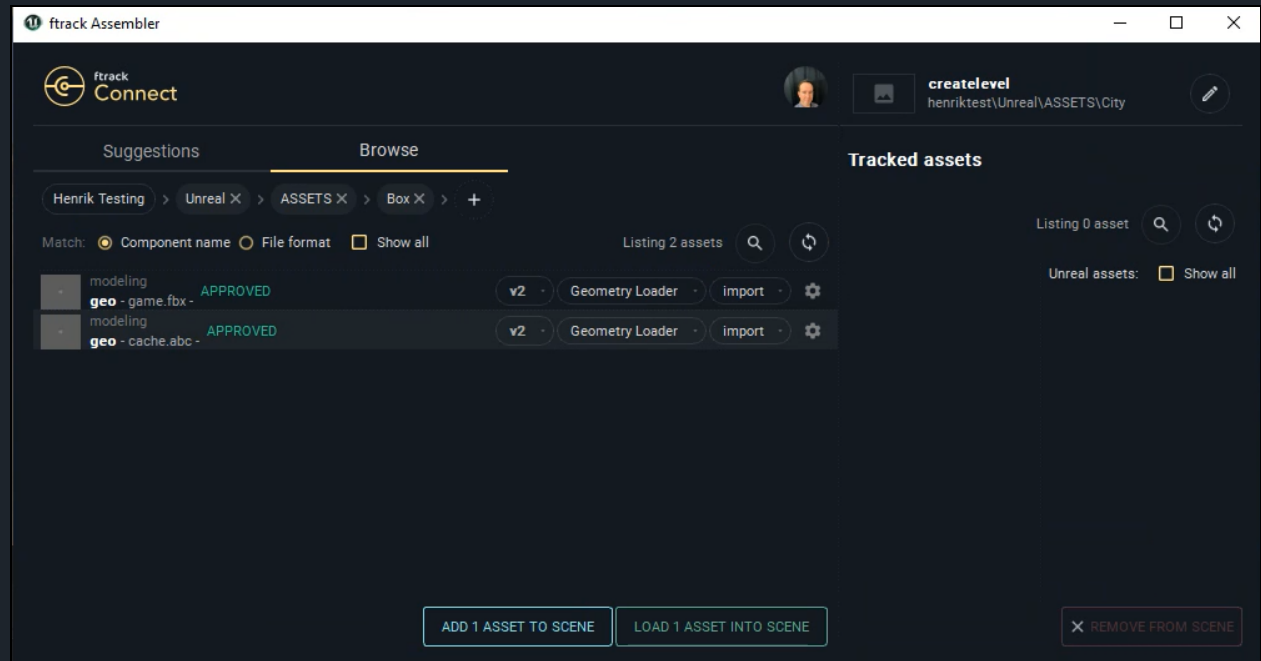 ftrack Assembler
ftrack
Connect
createlevel
henriktest\Unreal\ASSETS\City
Suggestions
Browse
Tracked assets
Henrik Testing > Unreal × > ASSETS × > Box × > +
Listing 0 asset
Match: Component name File format Show all
Listing 2 assets
Unreal assets: Show all
modeling
geo - game.fbx - APPROVED v2 Geometry Loader import
modeling
geo - cache.abc - APPROVED v2 Geometry Loader import
ADD 1 ASSET TO SCENE
LOAD 1 ASSET INTO SCENE
× REMOVE FROM SCENE